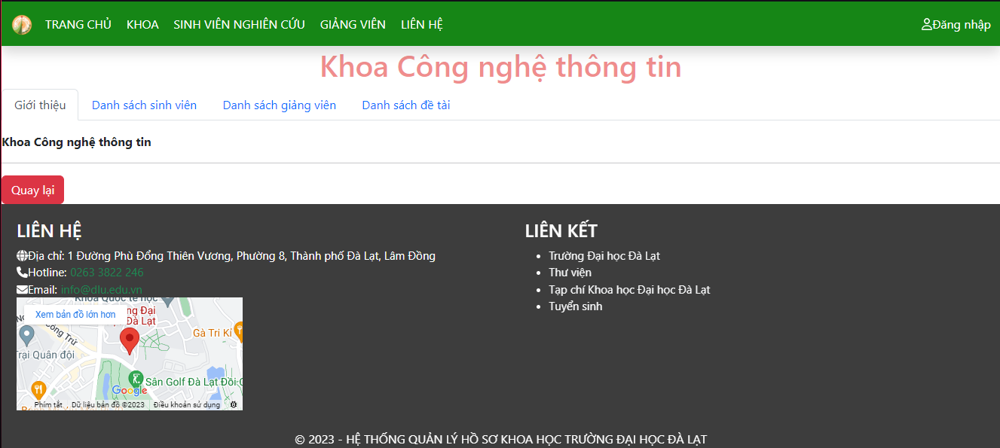 TRANG CHỦ KHOA SINH VIÊN NGHIÊN CỨU GIẢNG VIÊN LIÊN HỆ Đăng nhập
Khoa Công nghệ thông tin
Giới thiệu Danh sách sinh viên Danh sách giảng viên Danh sách đề tài
Khoa Công nghệ thông tin
Quay lại
LIÊN HỆ
Địa chỉ: 1 Đường Phù Đổng Thiên Vương, Phường 8, Thành phố Đà Lạt, Lâm Đồng
Hotline: 0263 3822 246
Email: info@dlu.edu.vn
Khoa Quốc tế học
Xem bản đồ lớn hơn
ng Đại
Đà Lạt
Công Trứ
Gà Tri Kỉ
Trại Quân đội
Sân Golf Đà Lạt Đồi
Google
Phím tắt Dữ liệu bản đồ ©2023 Điều khoản sử dụng
LIÊN KẾT
Trường Đại học Đà Lạt
Thư viện
Tạp chí Khoa học Đại học Đà Lạt
Tuyển sinh
© 2023 - HỆ THỐNG QUẢN LÝ HỒ SƠ KHOA HỌC TRƯỜNG ĐẠI HỌC ĐÀ LẠT